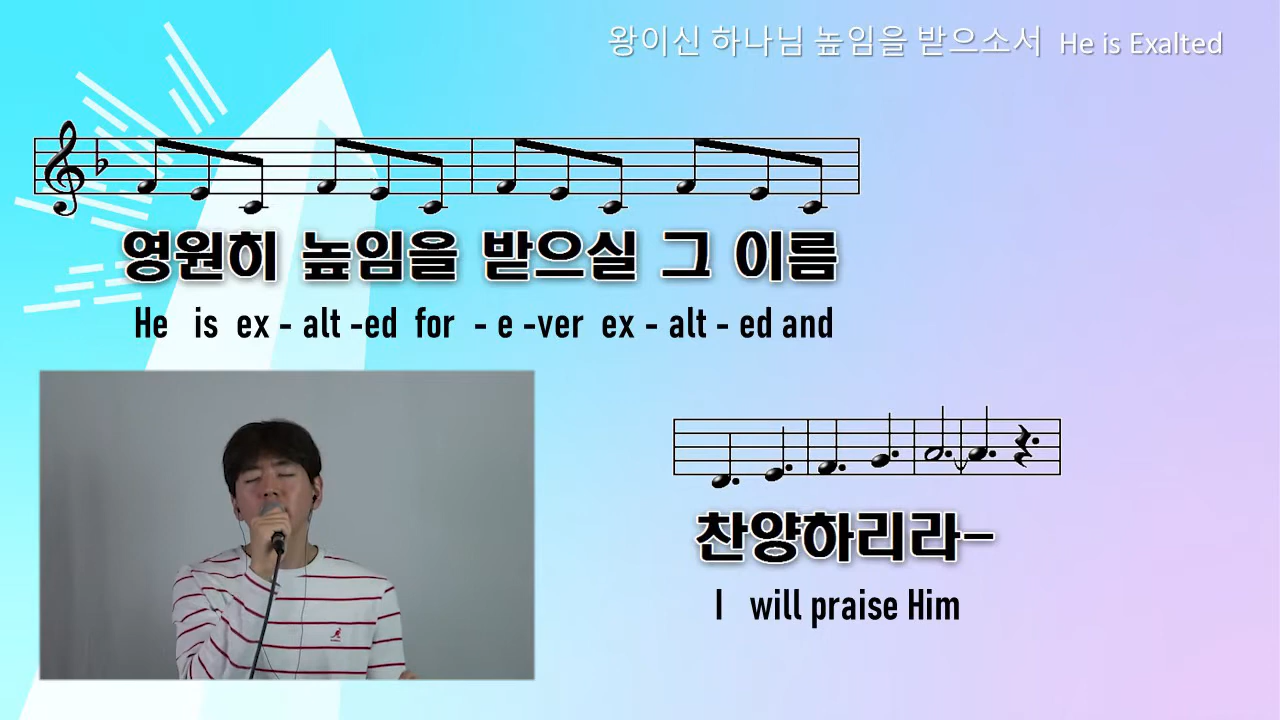 왕이신 하나님 높임을 받으소서 He is Exalted
영원히 높임을 받으실 그 이름
He is ex - alt -ed for - e -ver ex - alt - ed and
찬양하리라-
I will praise Him